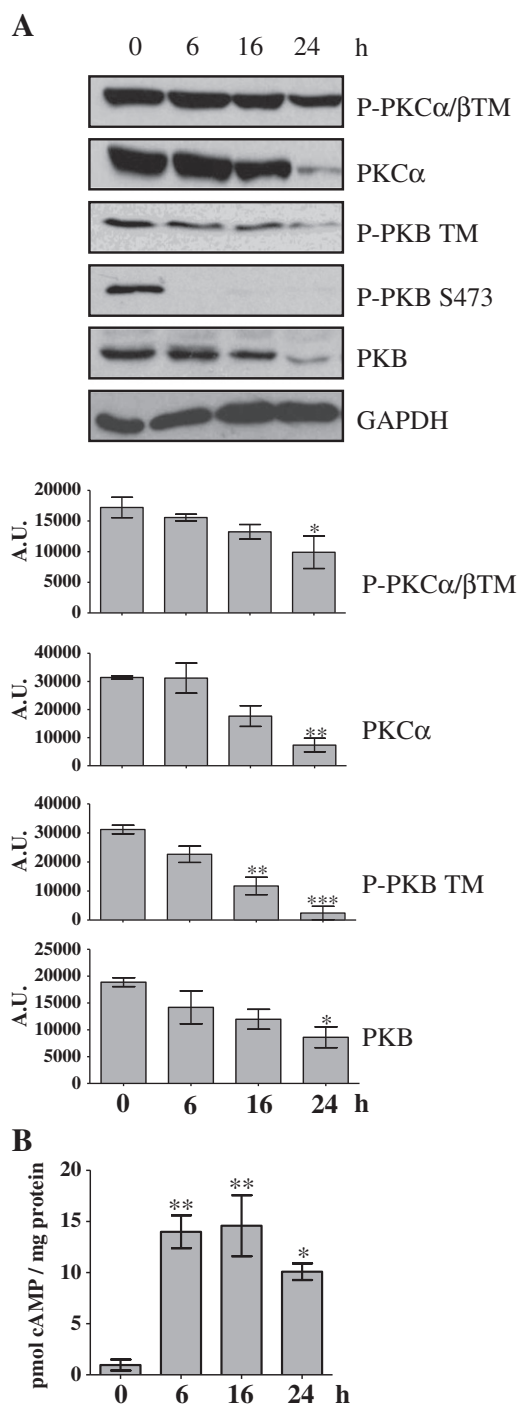 A
0 6 16 24 h
P-PKCα/βTM
PKCα
P-PKB TM
P-PKB S473
PKB
GAPDH
A.U.
20000
15000
10000
5000
0
*
P-PKCα/βTM
A.U.
40000
30000
20000
10000
0
**
PKCα
A.U.
40000
30000
20000
10000
0
**
***
P-PKB TM
A.U.
25000
20000
15000
10000
5000
0
*
PKB
0 6 16 24 h
B
pmol cAMP / mg protein
20
15
10
5
0
**
**
*
0 6 16 24 h